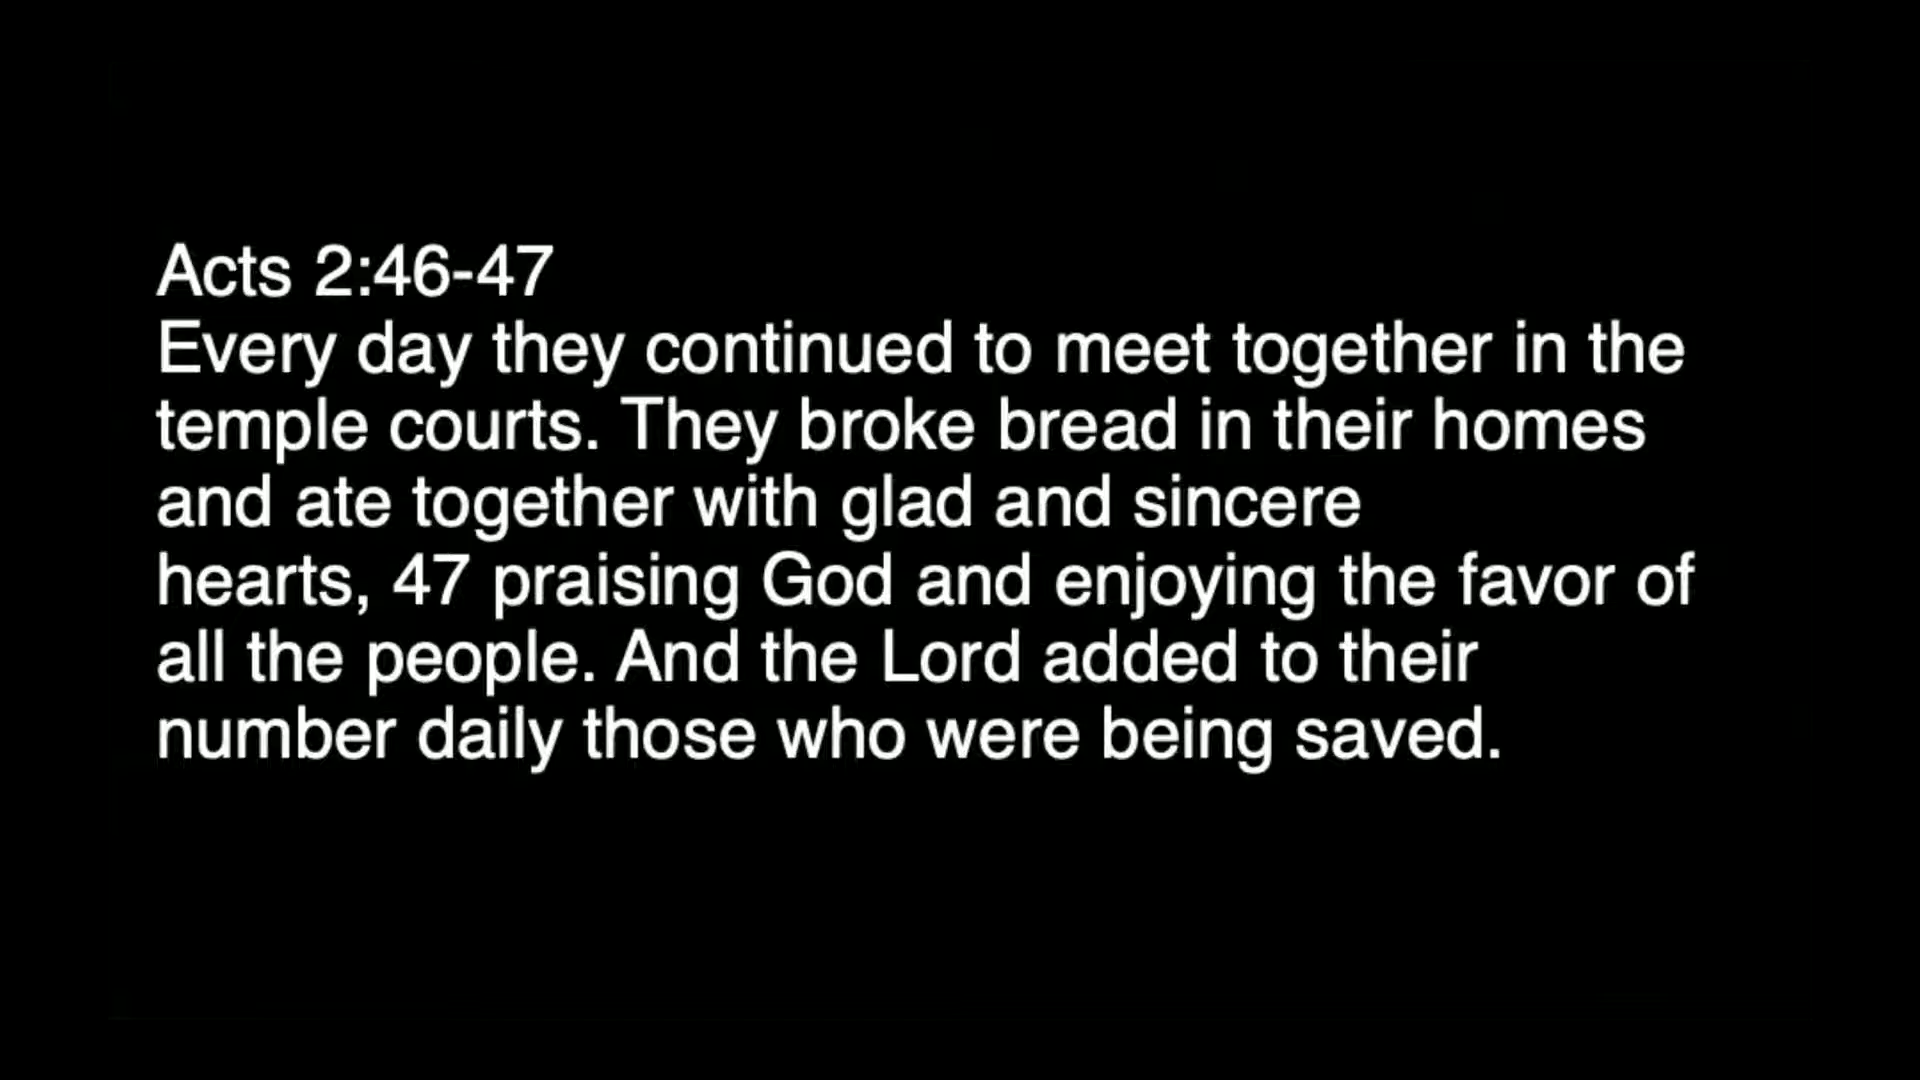 Acts 2:46-47
Every day they continued to meet together in the
temple courts. They broke bread in their homes
and ate together with glad and sincere
hearts, 47 praising God and enjoying the favor of
all the people. And the Lord added to their
number daily those who were being saved.